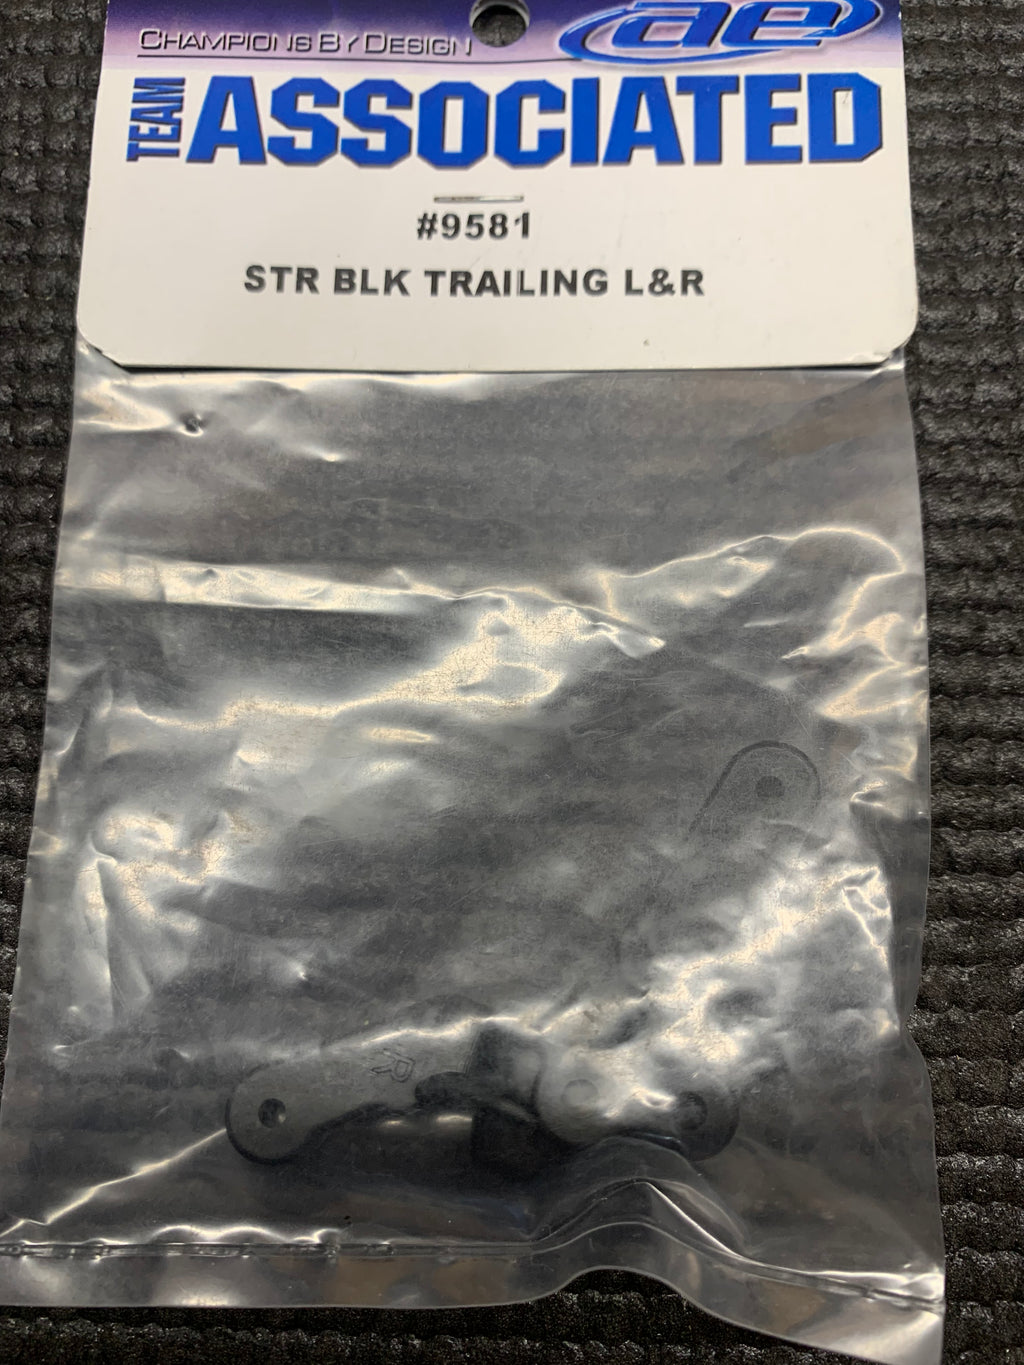 CHAMPIONS BY DESIGN
ae
TEAM ASSOCIATED
#9581
STR BLK TRAILING L&R
R